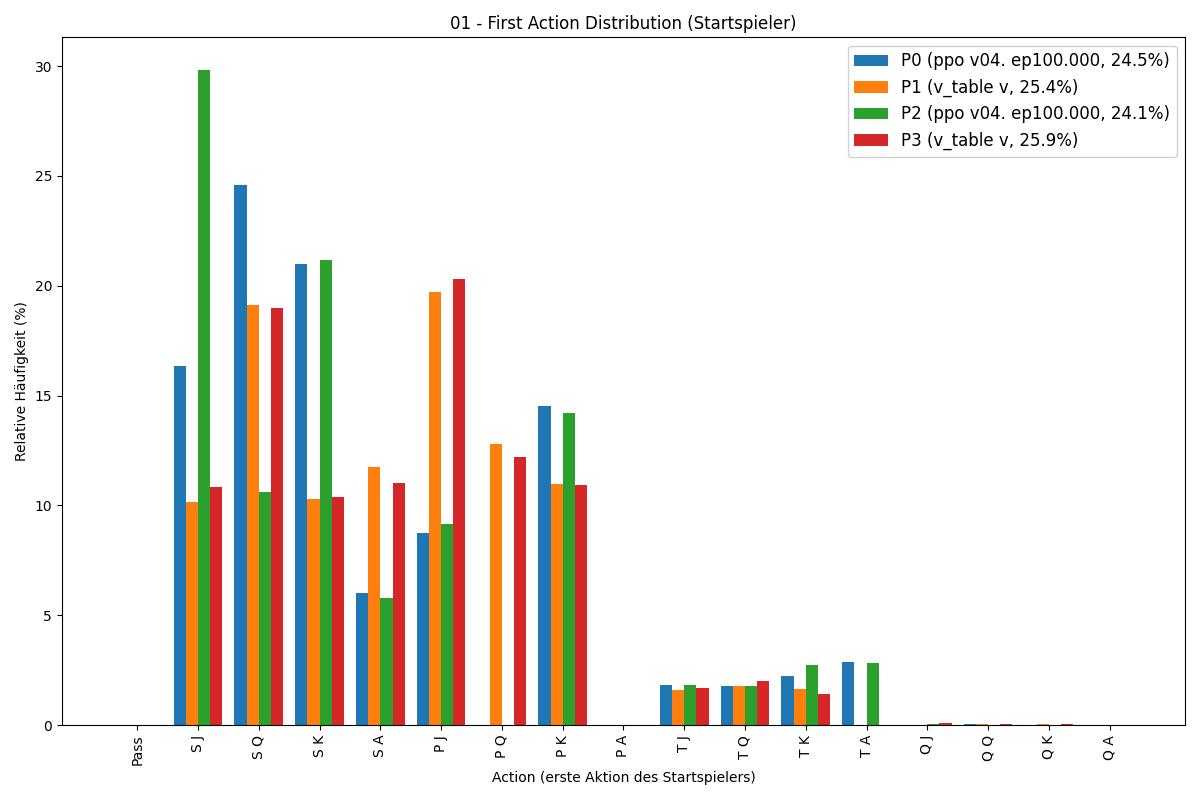 01 - First Action Distribution (Startspieler)
P0 (ppo v04. ep100.000, 24.5%)
P1 (v_table v, 25.4%)
P2 (ppo v04. ep100.000, 24.1%)
P3 (v_table v, 25.9%)
Relative Häufigkeit (%)
30
25
20
15
10
5
0
Pass
S J
S Q
S K
S A
P J
P Q
P K
P A
T J
T Q
T K
T A
Q J
Q Q
Q K
Q A
Action (erste Aktion des Startspielers)